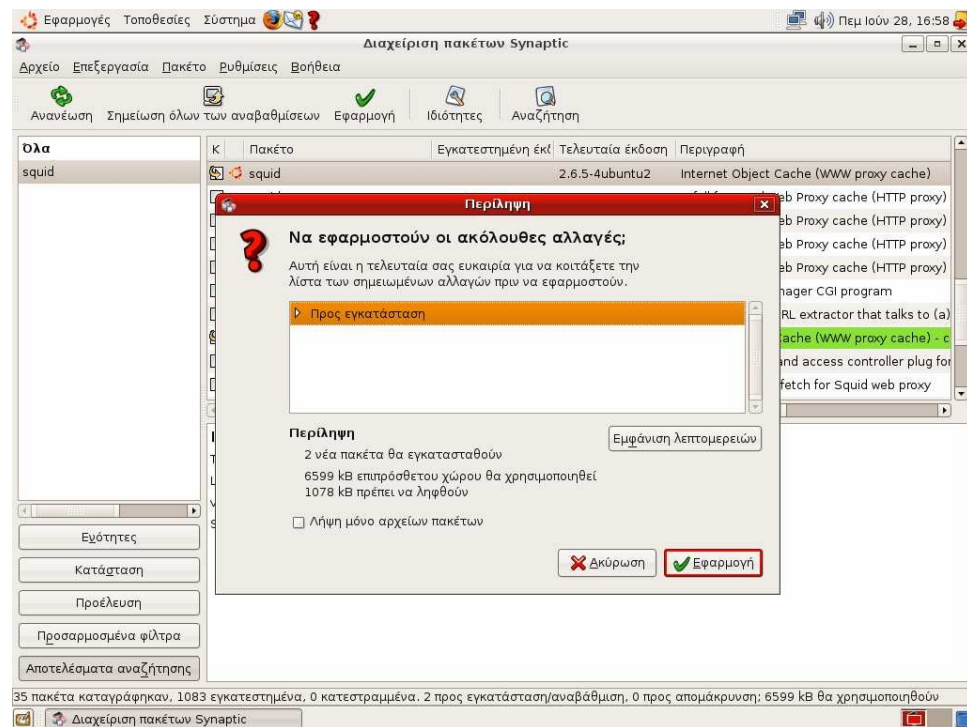 Εφαρμογές Τοποθεσίες Σύστημα Πεμ Ιούν 28, 16:58
Διαχείριση πακέτων Synaptic
Αρχείο Επεξεργασία Πακέτο Ρυθμίσεις Βοήθεια
Ανανέωση Σημείωση όλων των αναβαθμίσεων Εφαρμογή Ιδιότητες Αναζήτηση
Όλα
squid
Κ Πακέτο Εγκατεστημένη έκδ Τελευταία έκδοση Περιγραφή
squid 2.6.5-4ubuntu2 Internet Object Cache (WWW proxy cache)
eb Proxy cache (HTTP proxy)
eb Proxy cache (HTTP proxy)
eb Proxy cache (HTTP proxy)
eb Proxy cache (HTTP proxy)
nager CGI program
RL extractor that talks to (a)
ache (WWW proxy cache) - c
and access controller plug for
fetch for Squid web proxy
Περίληψη
Να εφαρμοστούν οι ακόλουθες αλλαγές;
Αυτή είναι η τελευταία σας ευκαιρία για να κοιτάξετε την
λίστα των σημειωμένων αλλαγών πριν να εφαρμοστούν.
Προς εγκατάσταση
Περίληψη
Εμφάνιση λεπτομερειών
2 νέα πακέτα θα εγκατασταθούν
6599 kB επιπρόσθετου χώρου θα χρησιμοποιηθεί
1078 kB πρέπει να ληφθούν
Λήψη μόνο αρχείων πακέτων
Ακύρωση Εφαρμογή
Ενότητες
Κατάσταση
Προέλευση
Προσαρμοσμένα φίλτρα
Αποτελέσματα αναζήτησης
35 πακέτα καταγράφηκαν, 1083 εγκατεστημένα, 0 κατεστραμμένα. 2 προς εγκατάσταση/αναβάθμιση, 0 προς απομάκρυνση; 6599 kB θα χρησιμοποιηθούν
Διαχείριση πακέτων Synaptic